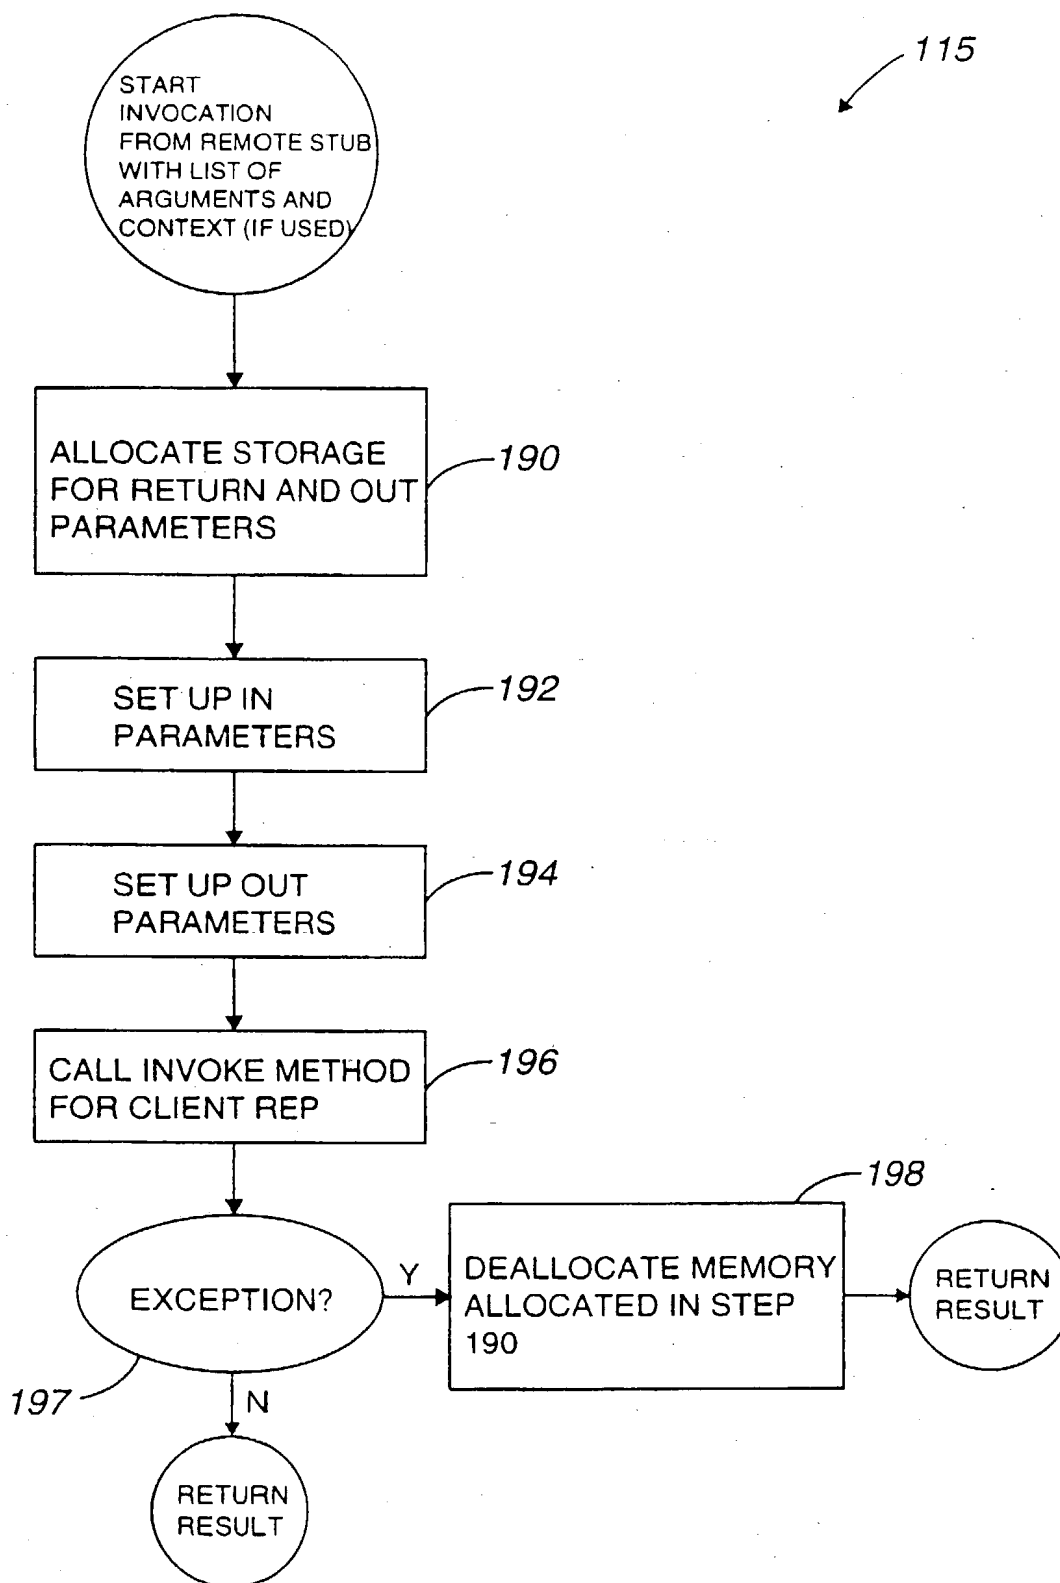 115
START
INVOCATION
FROM REMOTE STUB
WITH LIST OF
ARGUMENTS AND
CONTEXT (IF USED)
ALLOCATE STORAGE
FOR RETURN AND OUT
PARAMETERS
190
SET UP IN
PARAMETERS
192
SET UP OUT
PARAMETERS
194
CALL INVOKE METHOD
FOR CLIENT REP
196
EXCEPTION?
197
Y
198
DEALLOCATE MEMORY
ALLOCATED IN STEP
190
RETURN
RESULT
N
RETURN
RESULT